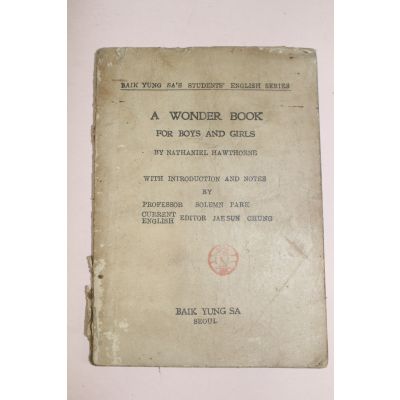 BAIK YUNG SA'S STUDENTS' ENGLISH SERIES
A WONDER BOOK
FOR BOYS AND GIRLS
BY NATHANIEL HAWTHORNE
WITH INTRODUCTION AND NOTES
BY
PROFESSOR SOLEMN PARK
CURRENT ENGLISH EDITOR JAESUN CHUNG
BAIK YUNG SA
SEOUL